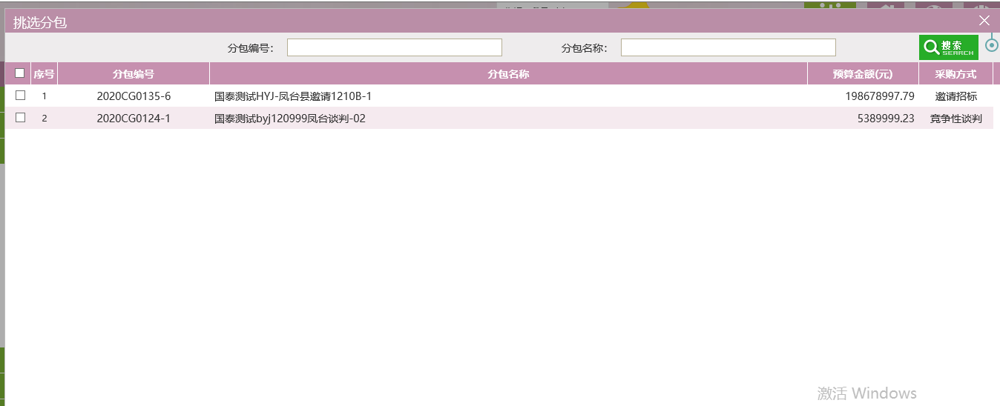 挑选分包
分包编号： 分包名称： 搜索 SEARCH
序号 分包编号 分包名称 预算金额(元) 采购方式
1 2020CG0135-6 国泰测试HYJ-凤台县邀请1210B-1 198678997.79 邀请招标
2 2020CG0124-1 国泰测试byj120999凤台谈判-02 5389999.23 竞争性谈判
激活 Windows